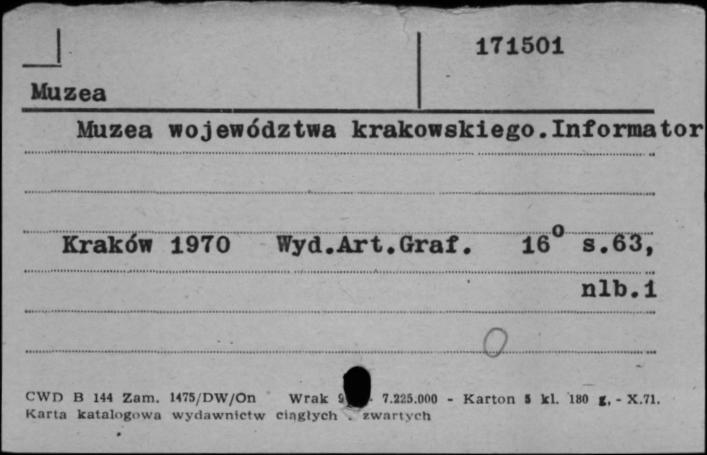 171501
Muzea
Muzea województwa krakowskiego.Informator
Kraków 1970 Wyd.Art.Graf. 16° s.63,
nlb.1
CWD B 144 Zam. 1475/DW/On Wrak 7.225.000 - Karton 5 kl. 180 g, - X.71.
Karta katalogowa wydawnictw ciągłych zwartych